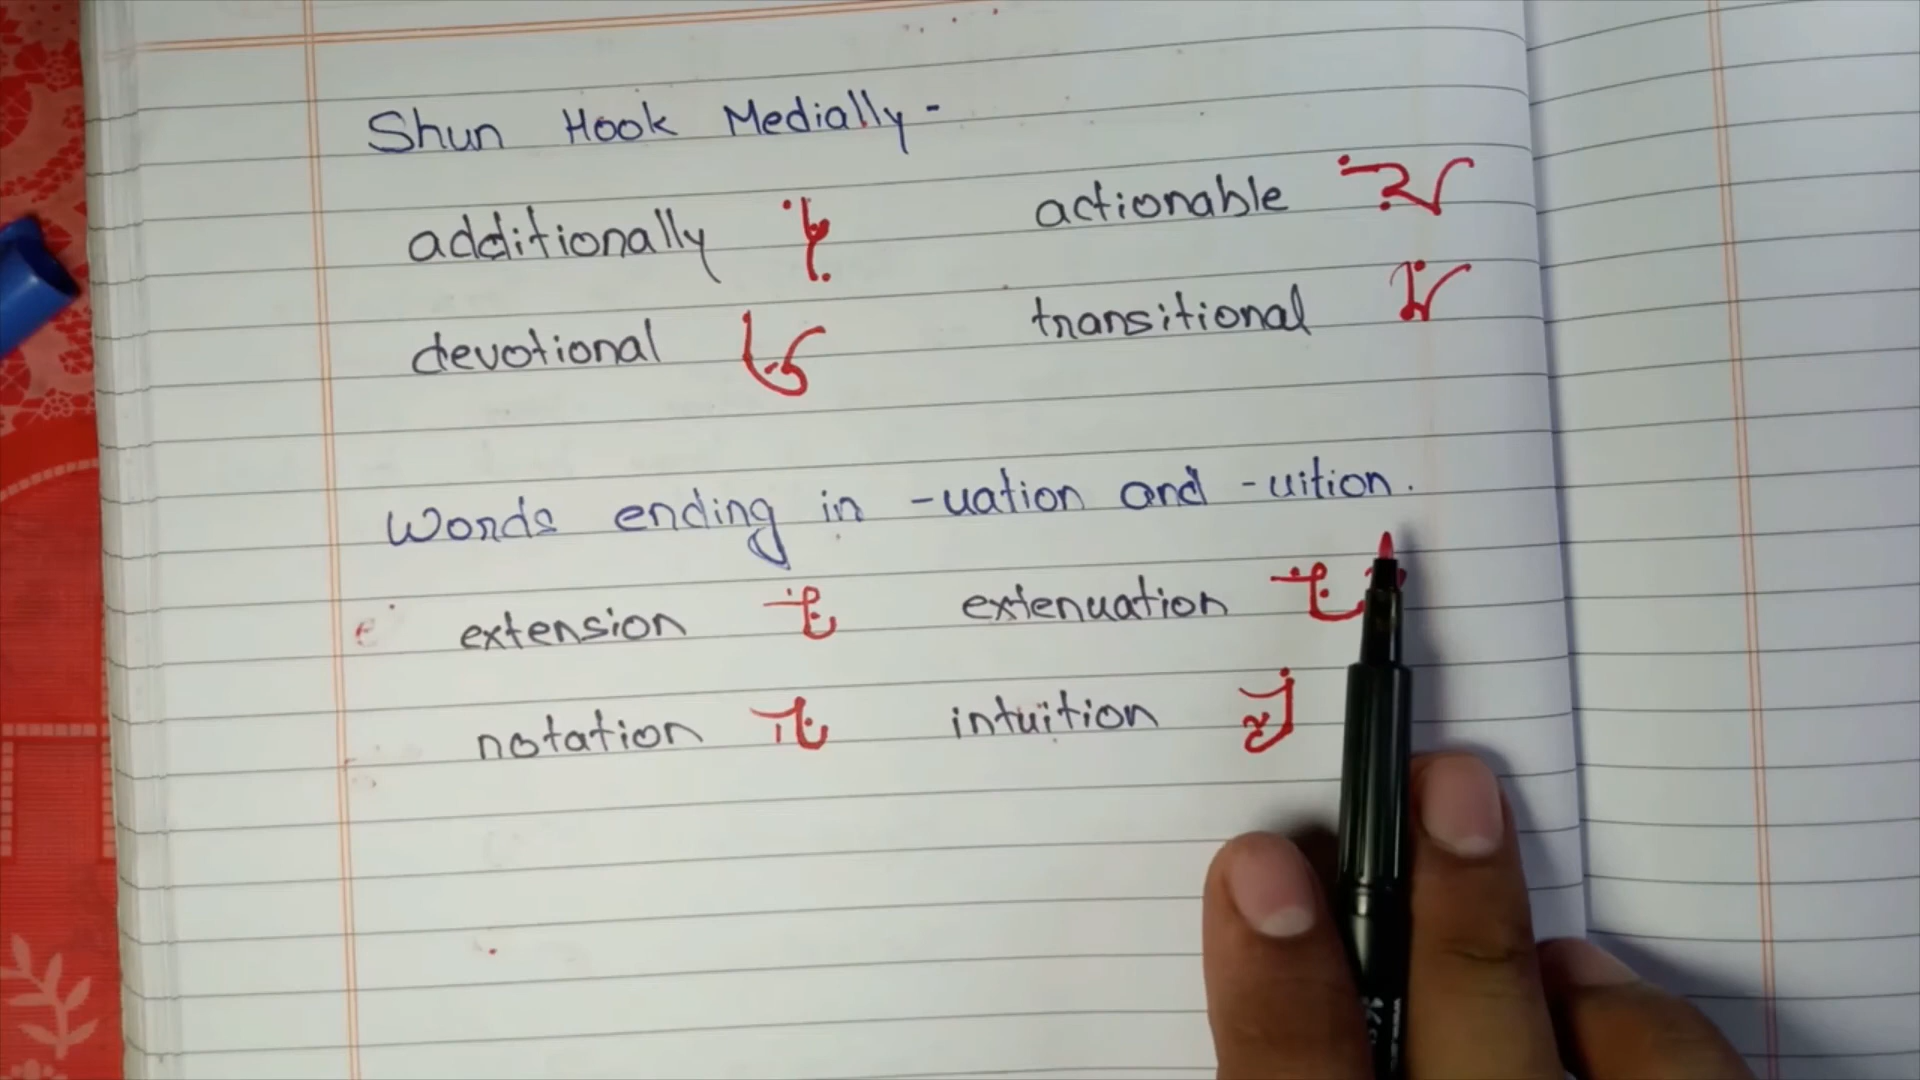 Shun Hook Medially -
additionally actionable
devotional transitional
Words ending in -uation and -uition.
e extension extenuation
notation intuition